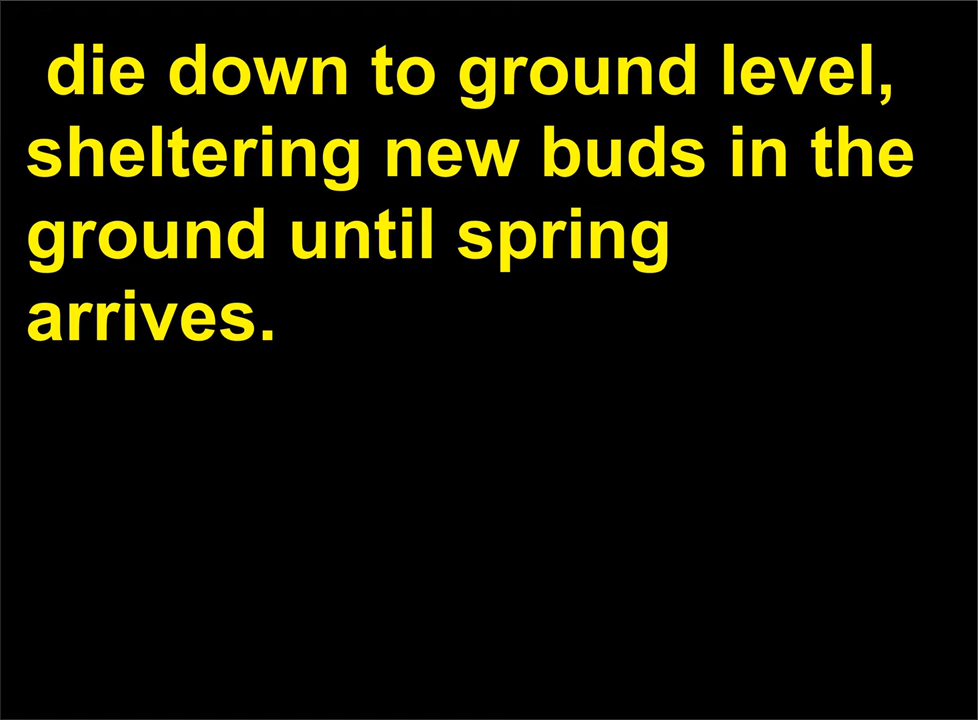 die down to ground level,
sheltering new buds in the
ground until spring
arrives.